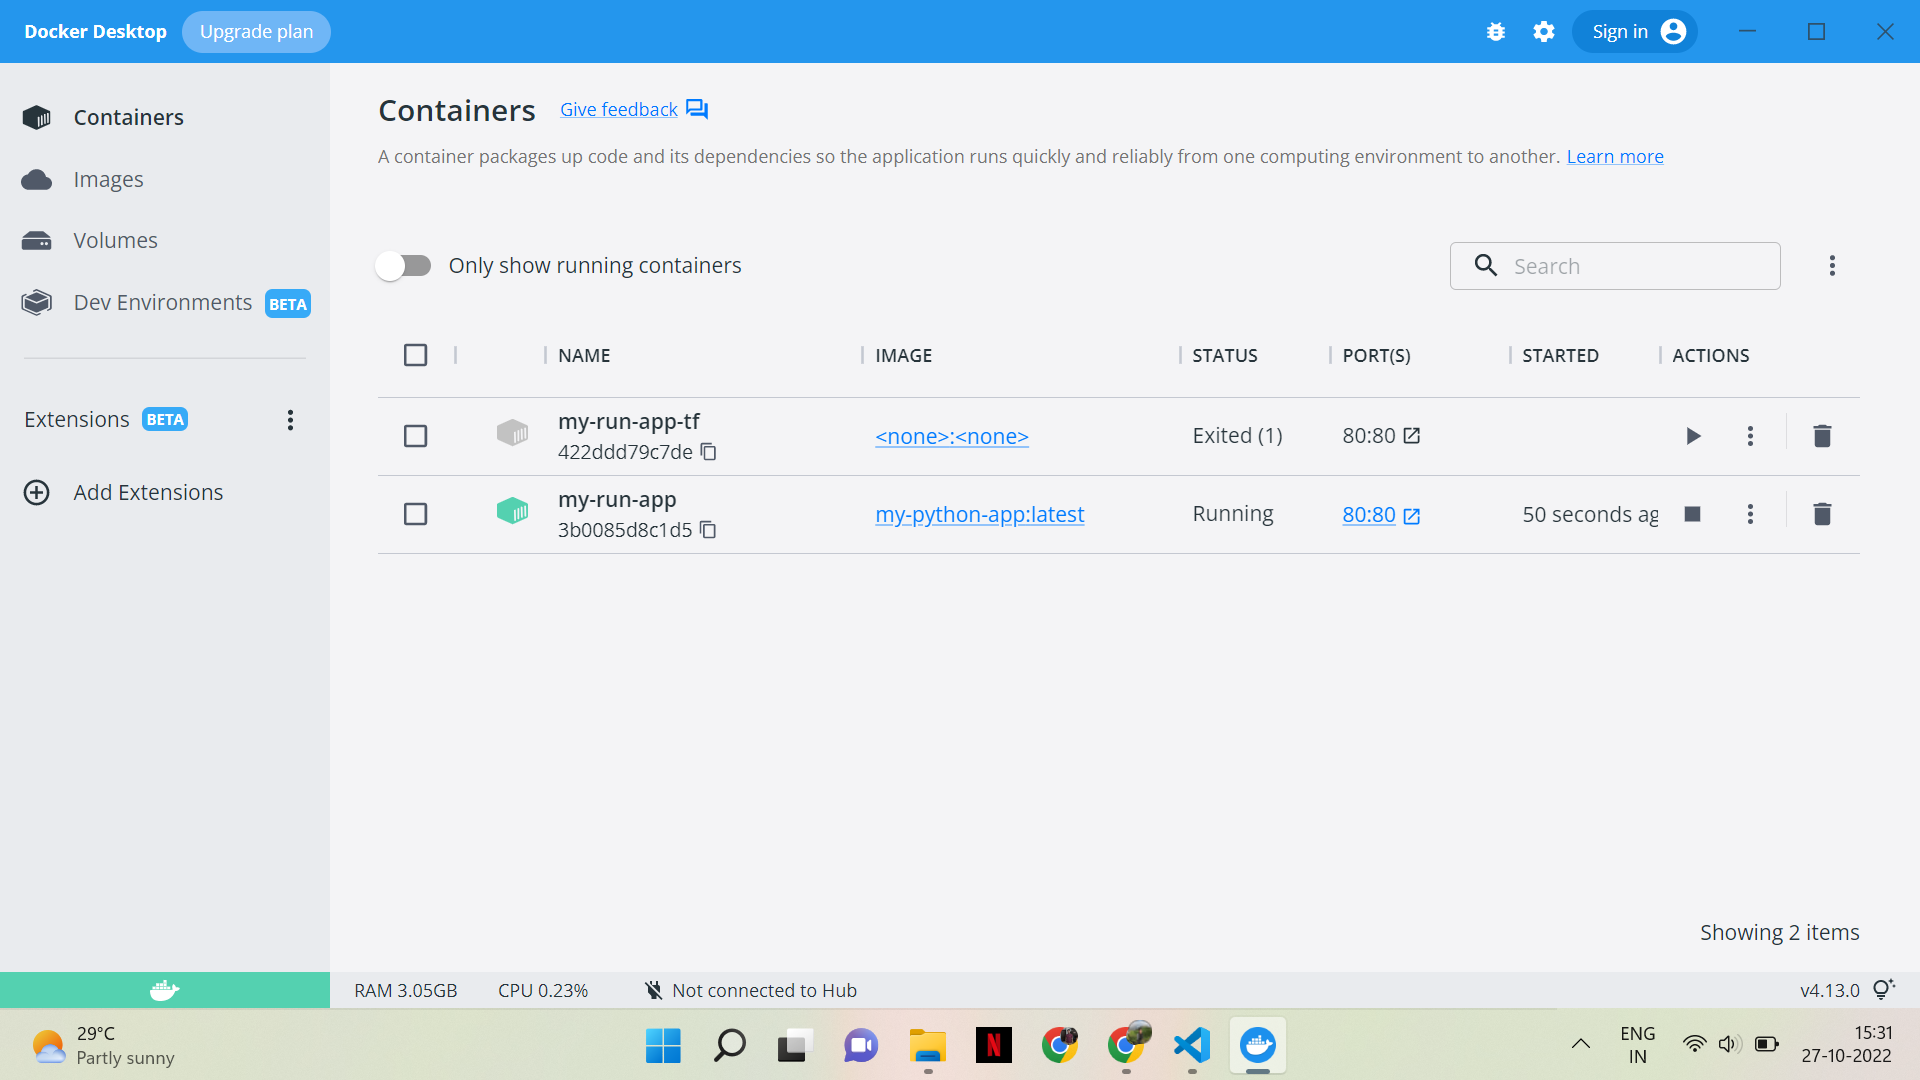 Docker Desktop
Upgrade plan
Sign in
Containers
Images
Volumes
Dev Environments BETA
Extensions BETA
Add Extensions
Containers Give feedback
A container packages up code and its dependencies so the application runs quickly and reliably from one computing environment to another. Learn more
Only show running containers
Search
NAME IMAGE STATUS PORT(S) STARTED ACTIONS
my-run-app-tf
422ddd79c7de
<none>:<none> Exited (1) 80:80
my-run-app
3b0085d8c1d5
my-python-app:latest Running 80:80 50 seconds ag
Showing 2 items
RAM 3.05GB CPU 0.23% Not connected to Hub v4.13.0
29°C
Partly sunny
N
ENG
IN
15:31
27-10-2022